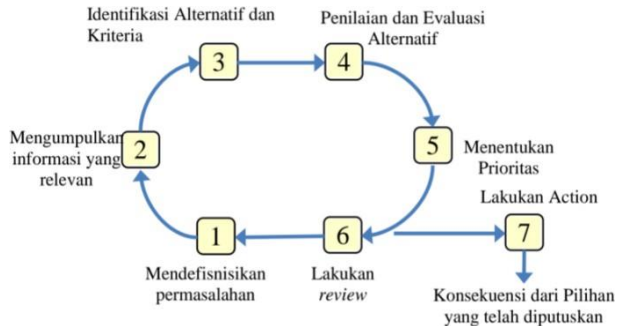 Identifikasi Alternatif dan
Kriteria
Penilaian dan Evaluasi
Alternatif
3
4
Mengumpulkan
informasi yang
relevan
2
5
Menentukan
Prioritas
Lakukan Action
1
6
7
Mendefisnisikan
permasalahan
Lakukan
review
Konsekuensi dari Pilihan
yang telah diputuskan